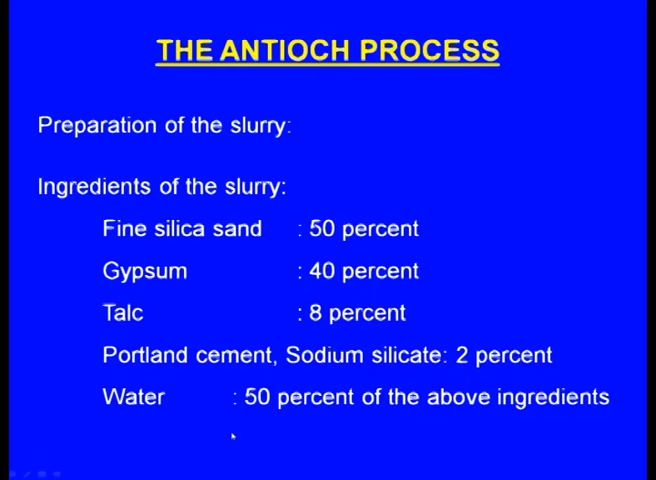 THE ANTIOCH PROCESS
Preparation of the slurry:
Ingredients of the slurry:
Fine silica sand : 50 percent
Gypsum : 40 percent
Talc : 8 percent
Portland cement, Sodium silicate: 2 percent
Water : 50 percent of the above ingredients